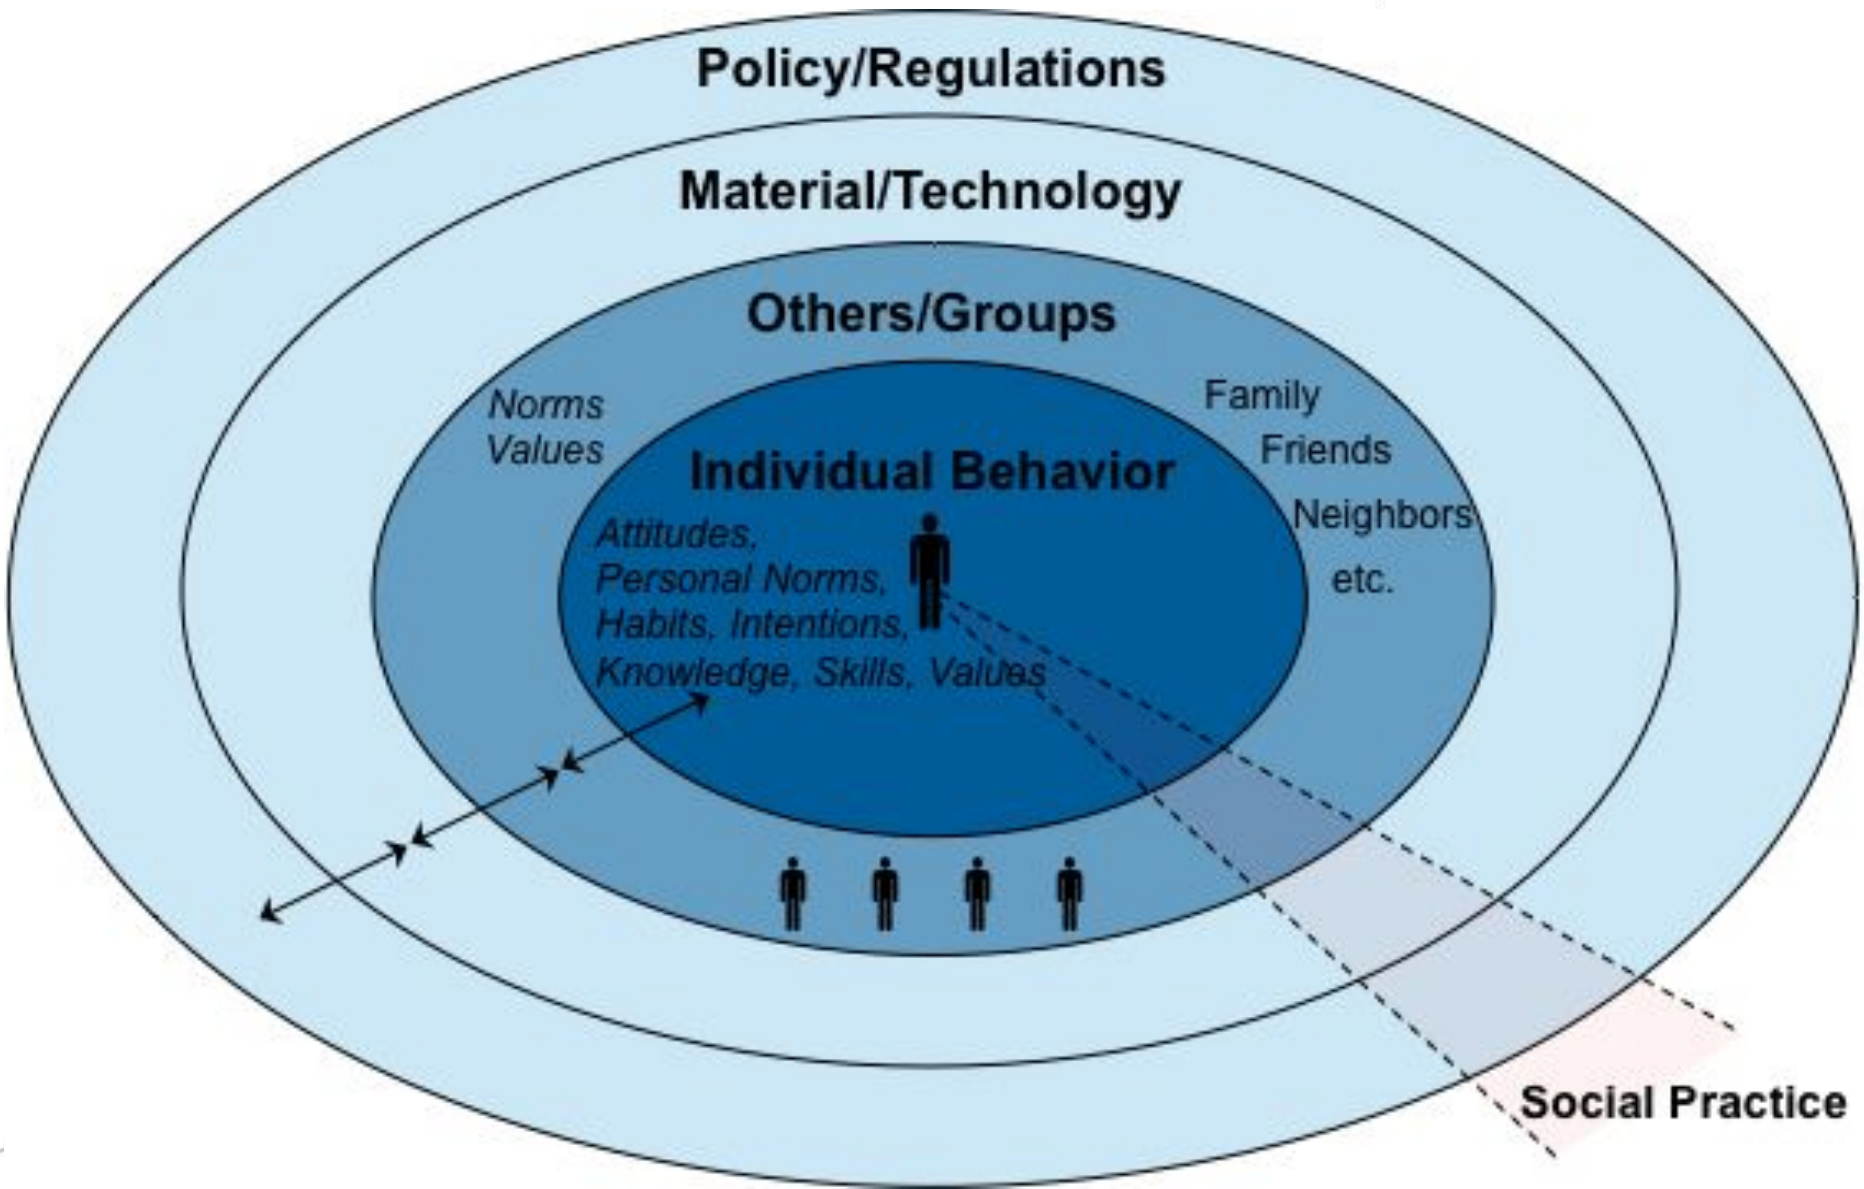 Policy/Regulations
Material/Technology
Others/Groups
Norms
Values
Family
Friends
Neighbors
etc.
Individual Behavior
Attitudes,
Personal Norms,
Habits, Intentions,
Knowledge, Skills, Values
Social Practice